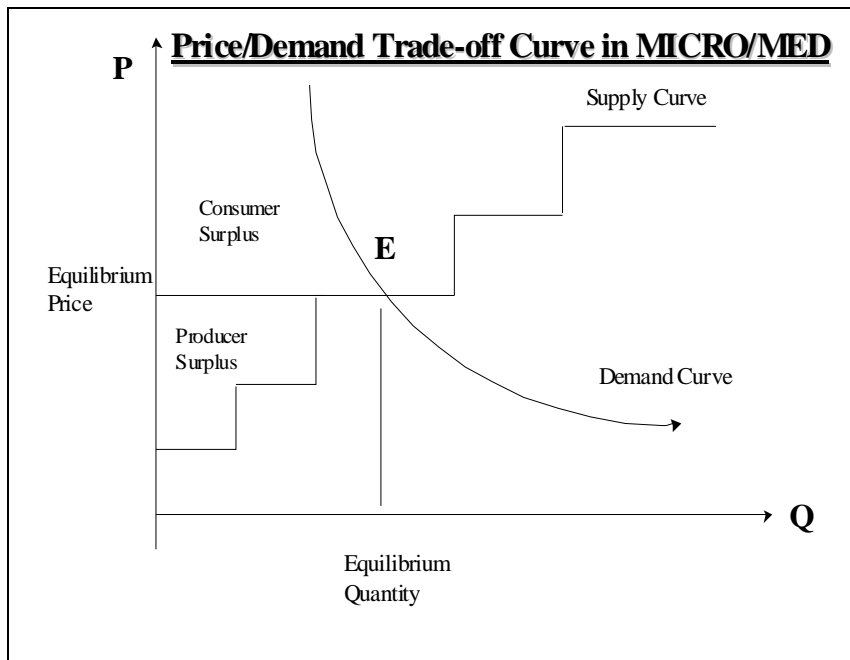 Price/Demand Trade-off Curve in MICRO/MED
P
Supply Curve
Consumer
Surplus
E
Equilibrium
Price
Producer
Surplus
Demand Curve
Q
Equilibrium
Quantity